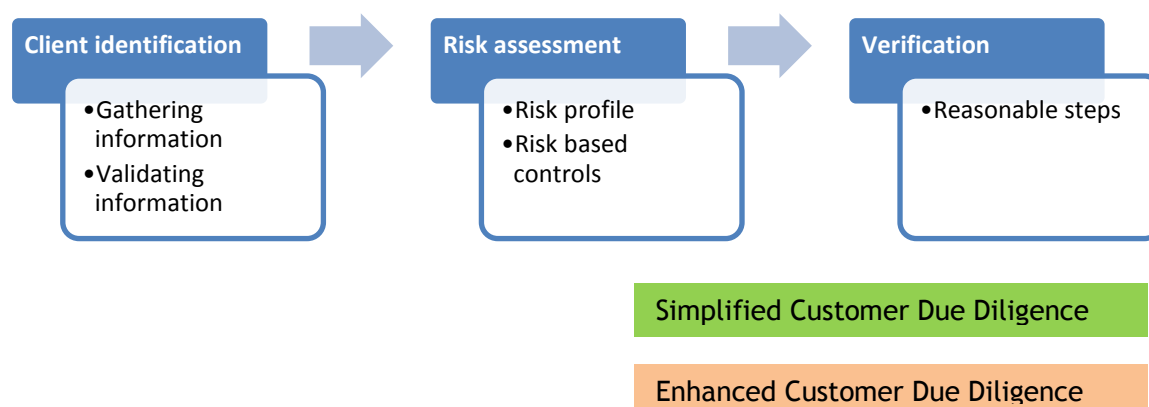 Client identification
•Gathering
information
•Validating
information
Risk assessment
•Risk profile
•Risk based
controls
Verification
•Reasonable steps
Simplified Customer Due Diligence
Enhanced Customer Due Diligence